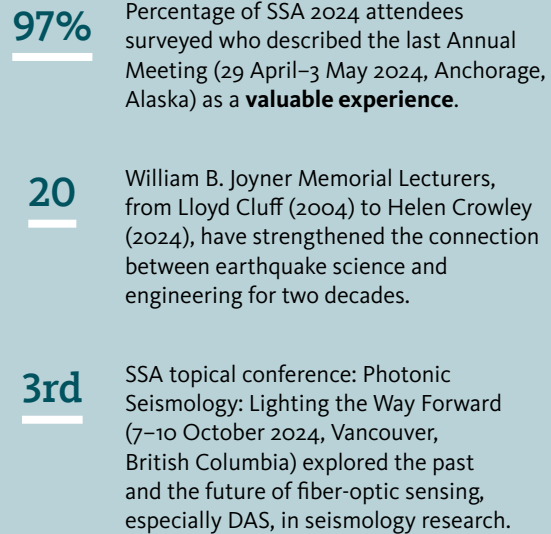 97%
Percentage of SSA 2024 attendees
surveyed who described the last Annual
Meeting (29 April–3 May 2024, Anchorage,
Alaska) as a valuable experience.
20
William B. Joyner Memorial Lecturers,
from Lloyd Cluff (2004) to Helen Crowley
(2024), have strengthened the connection
between earthquake science and
engineering for two decades.
3rd
SSA topical conference: Photonic
Seismology: Lighting the Way Forward
(7–10 October 2024, Vancouver,
British Columbia) explored the past
and the future of fiber-optic sensing,
especially DAS, in seismology research.